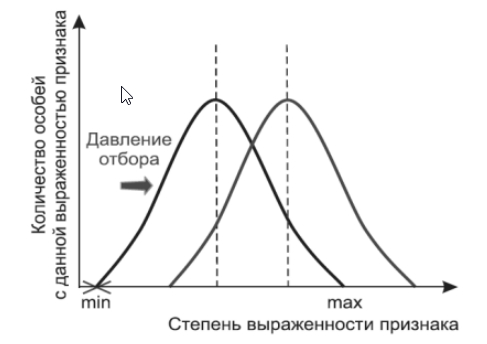 Количество особей
с данной выраженностью признака
Давление
отбора
min
max
Степень выраженности признака